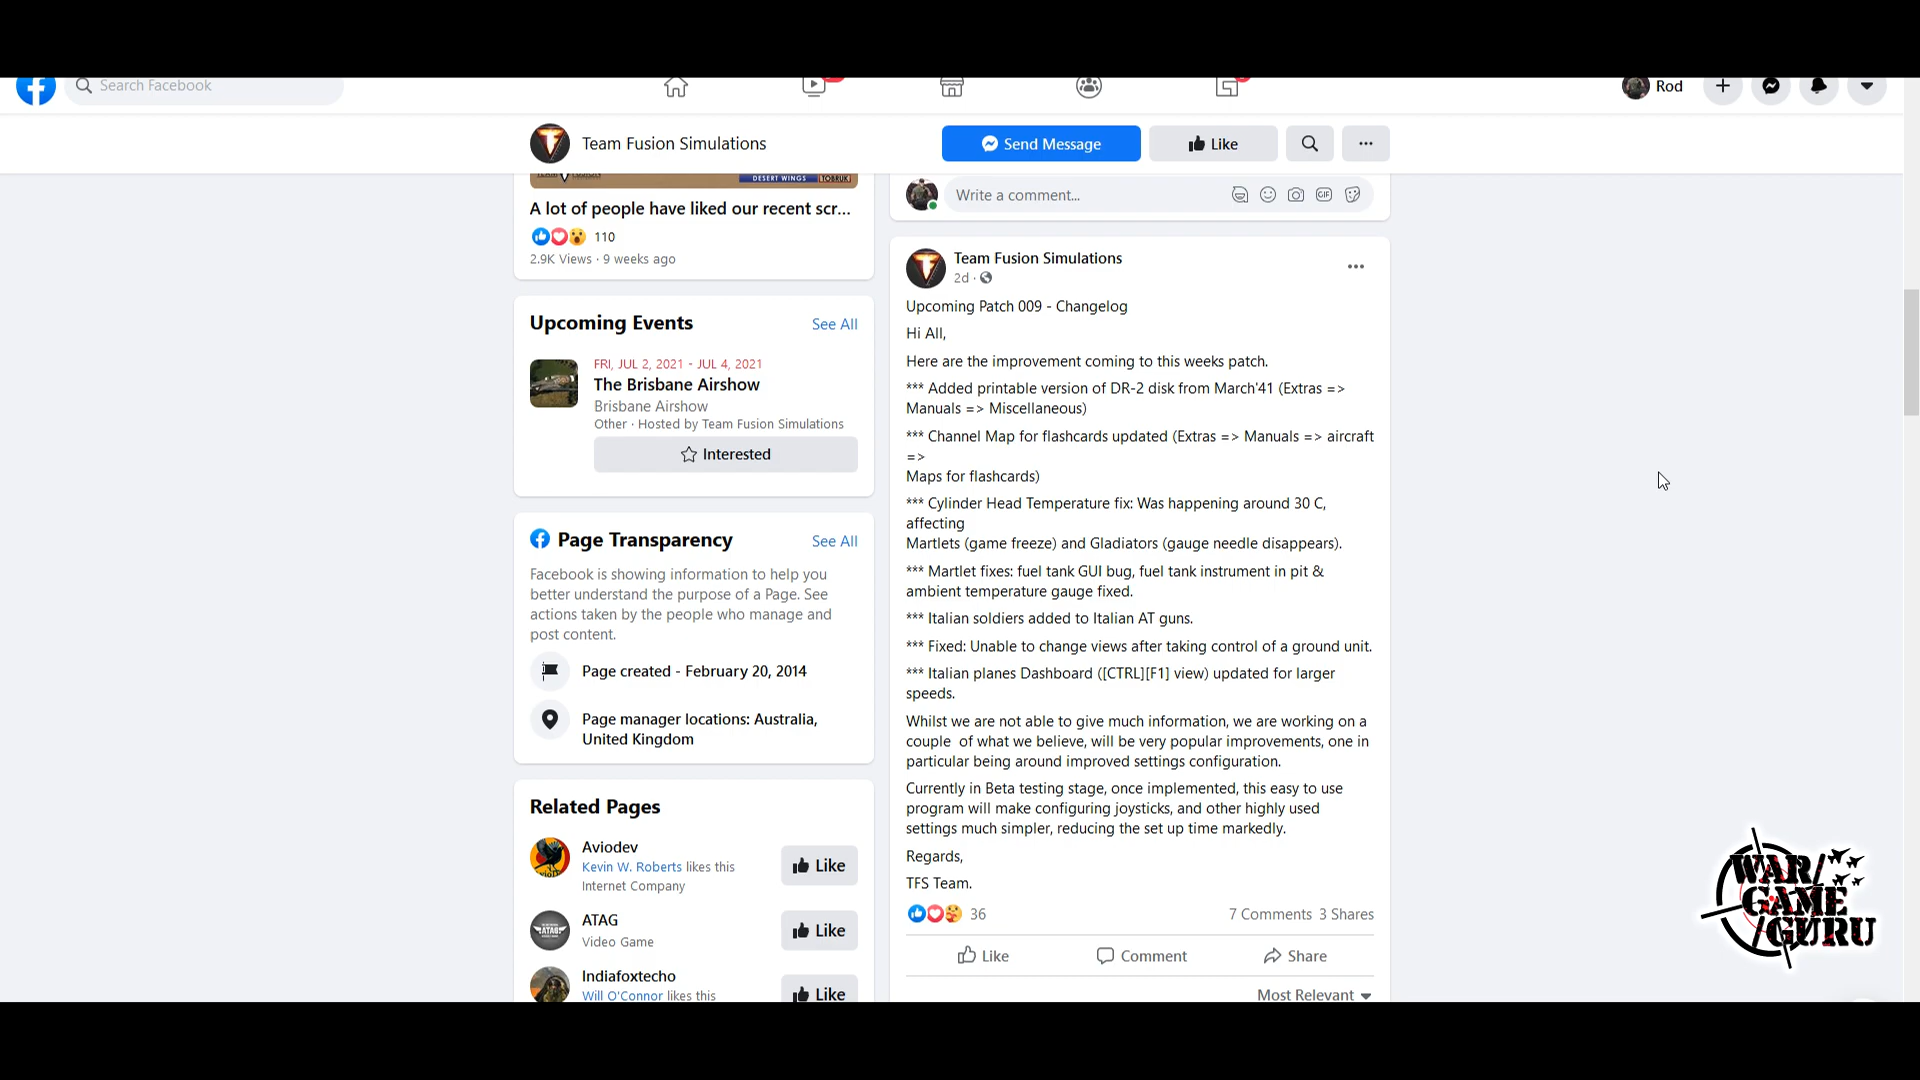 Search Facebook
Rod
Team Fusion Simulations
Send Message
Like
DESERT WINGS TOBRUK
A lot of people have liked our recent scr...
110
2.9K Views · 9 weeks ago
Upcoming Events
See All
FRI, JUL 2, 2021 - JUL 4, 2021
The Brisbane Airshow
Brisbane Airshow
Other · Hosted by Team Fusion Simulations
Interested
Page Transparency
See All
Facebook is showing information to help you
better understand the purpose of a Page. See
actions taken by the people who manage and
post content.
Page created - February 20, 2014
Page manager locations: Australia,
United Kingdom
Related Pages
Aviodev
Kevin W. Roberts likes this
Internet Company
Like
ATAG
Video Game
Like
Indiafoxtecho
Will O'Connor likes this
Like
Write a comment...
GIF
Team Fusion Simulations
2d ·
Upcoming Patch 009 - Changelog
Hi All,
Here are the improvement coming to this weeks patch.
*** Added printable version of DR-2 disk from March'41 (Extras =>
Manuals => Miscellaneous)
*** Channel Map for flashcards updated (Extras => Manuals => aircraft
=>
Maps for flashcards)
*** Cylinder Head Temperature fix: Was happening around 30 C,
affecting
Martlets (game freeze) and Gladiators (gauge needle disappears).
*** Martlet fixes: fuel tank GUI bug, fuel tank instrument in pit &
ambient temperature gauge fixed.
*** Italian soldiers added to Italian AT guns.
*** Fixed: Unable to change views after taking control of a ground unit.
*** Italian planes Dashboard ([CTRL][F1] view) updated for larger
speeds.
Whilst we are not able to give much information, we are working on a
couple  of what we believe, will be very popular improvements, one in
particular being around improved settings configuration.
Currently in Beta testing stage, once implemented, this easy to use
program will make configuring joysticks, and other highly used
settings much simpler, reducing the set up time markedly.
Regards,
TFS Team.
36
7 Comments 3 Shares
Like
Comment
Share
Most Relevant
WAR/
GAME
GURU